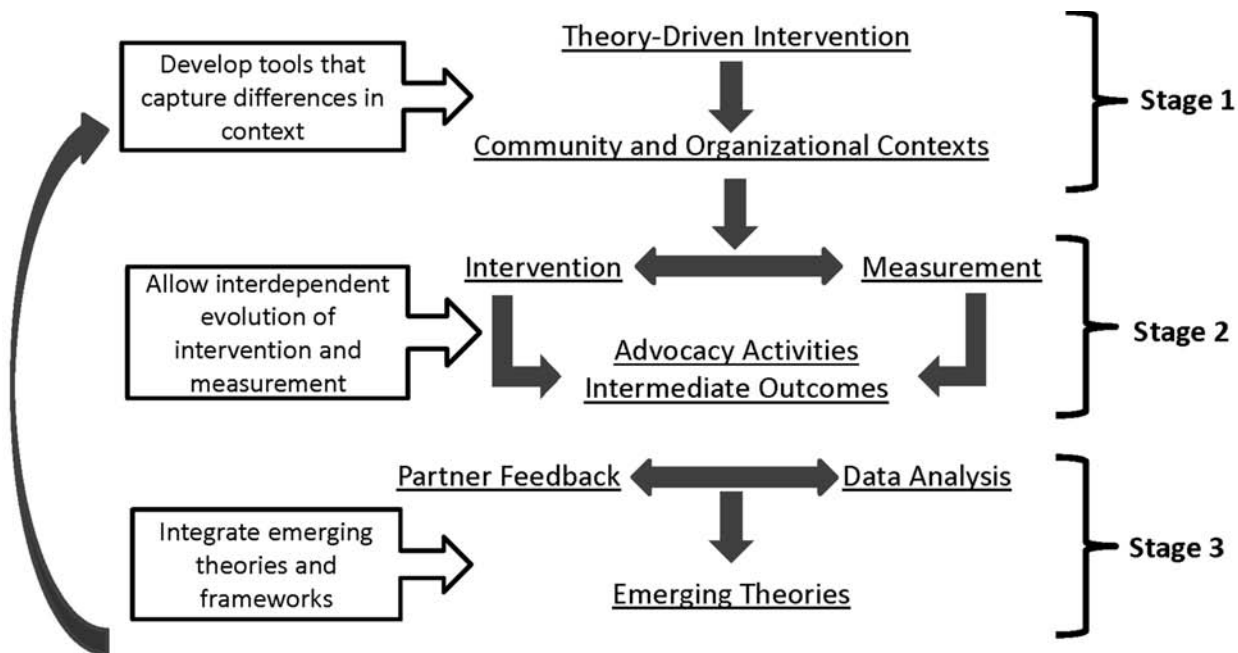 Theory-Driven Intervention
Develop tools that
capture differences in
context
Stage 1
Community and Organizational Contexts
Intervention
Measurement
Allow interdependent
evolution of
intervention and
measurement
Stage 2
Advocacy Activities
Intermediate Outcomes
Partner Feedback
Data Analysis
Integrate emerging
theories and
frameworks
Stage 3
Emerging Theories